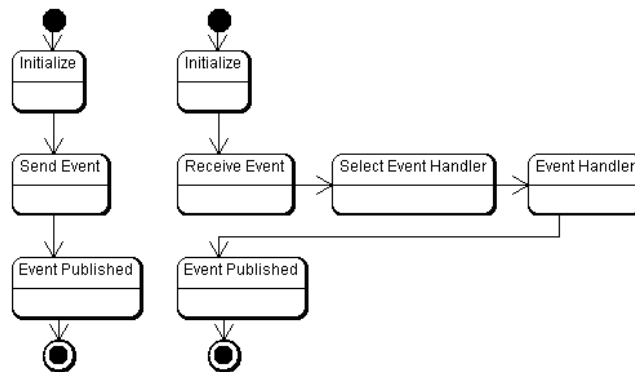 Initialize
Initialize
Send Event
Receive Event
Select Event Handler
Event Handler
Event Published
Event Published